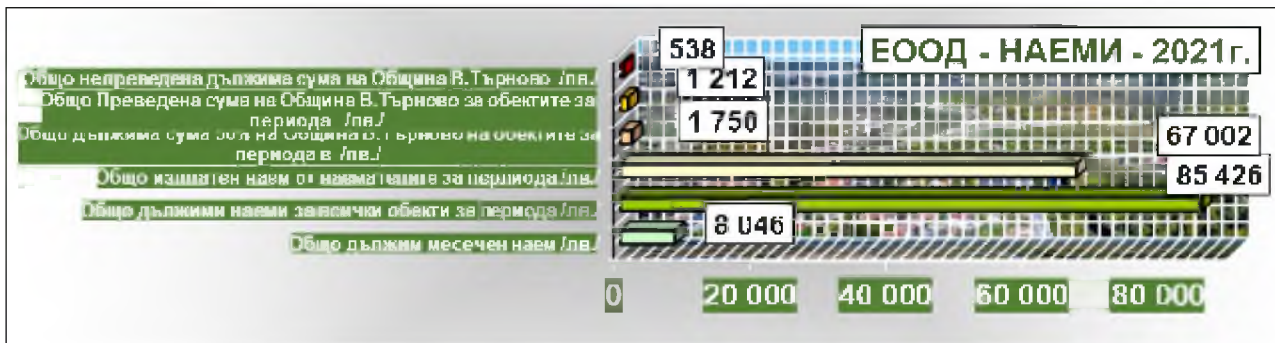 538
ЕООД - НАЕМИ - 2021г.
Общо непреведена дължима сума на Община В.Търново /лв./
1 212
Общо Преведена сума на Община В.Търново за обектите за
периода /лв./
1 750
Общо дължима сума 50% на Община В.Търново на обектите за
периода в /лв./
67 002
Общо изплатен наем от наемателите за периода /лв./
85 426
Общо дължими наеми за всички обекти за периода /лв./
8 046
Общо дължим месечен наем /лв./
0 20 000 40 000 60 000 80 000